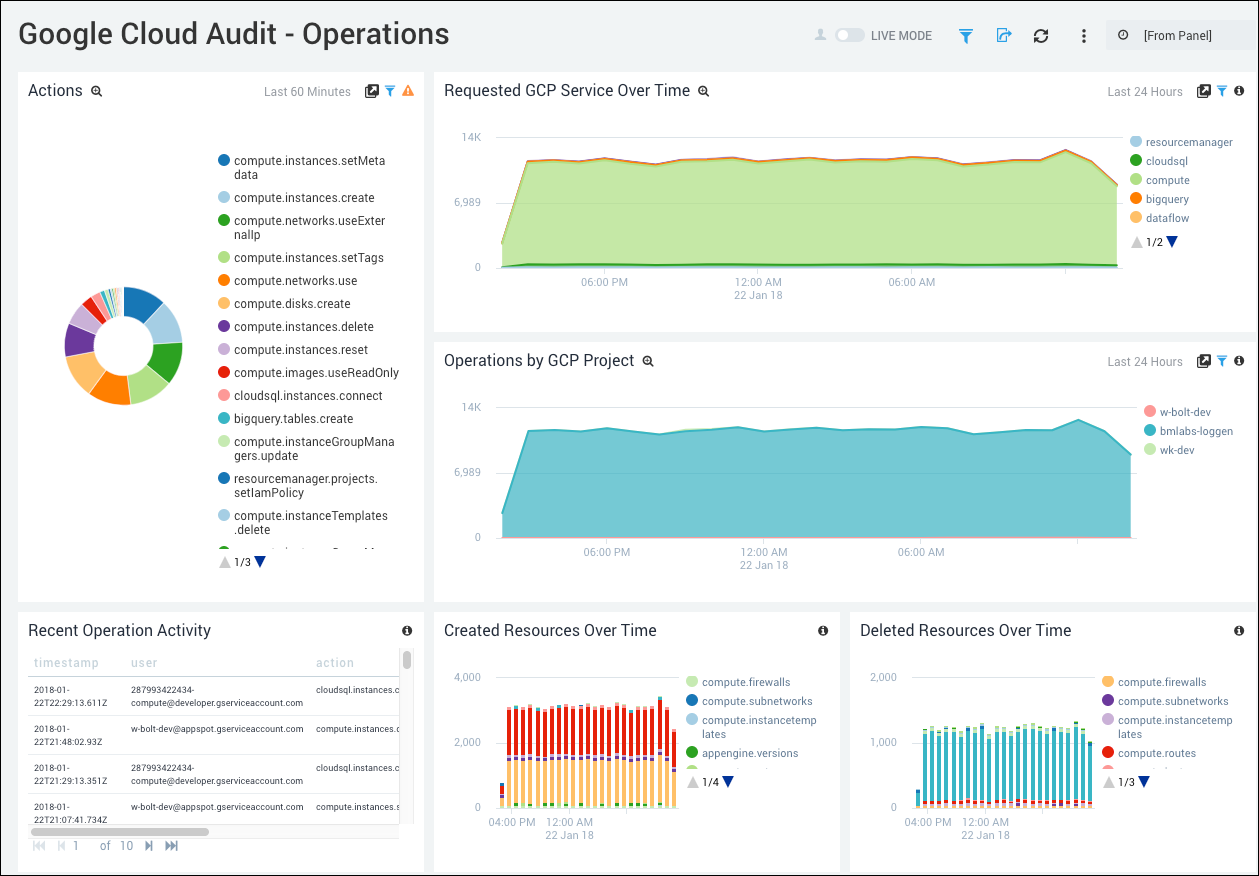 Google Cloud Audit - Operations
LIVE MODE
[From Panel]
Actions
Last 60 Minutes
compute.instances.setMeta
data
compute.instances.create
compute.networks.useExter
nalIp
compute.instances.setTags
compute.networks.use
compute.disks.create
compute.instances.delete
compute.instances.reset
compute.images.useReadOnly
cloudsql.instances.connect
bigquery.tables.create
compute.instanceGroupMana
gers.update
resourcemanager.projects.
setIamPolicy
compute.instanceTemplates
.delete
1/3
Requested GCP Service Over Time
Last 24 Hours
14K
6,989
0
06:00 PM
12:00 AM
22 Jan 18
06:00 AM
resourcemanager
cloudsql
compute
bigquery
dataflow
1/2
Operations by GCP Project
Last 24 Hours
14K
6,989
0
06:00 PM
12:00 AM
22 Jan 18
06:00 AM
w-bolt-dev
bmlabs-loggen
wk-dev
Recent Operation Activity
timestamp user action
2018-01-
22T22:29:13.611Z
287993422434-
compute@developer.gserviceaccount.com
cloudsql.instances.c
2018-01-
22T21:48:02.93Z
w-bolt-dev@appspot.gserviceaccount.com
compute.instances.c
2018-01-
22T21:29:13.351Z
287993422434-
compute@developer.gserviceaccount.com
cloudsql.instances.c
2018-01-
22T21:07:41.734Z
w-bolt-dev@appspot.gserviceaccount.com
compute.instances.s
1 of 10
Created Resources Over Time
4,000
2,000
0
04:00 PM
12:00 AM
22 Jan 18
compute.firewalls
compute.subnetworks
compute.instancetemp
lates
appengine.versions
1/4
Deleted Resources Over Time
2,000
1,000
0
04:00 PM
12:00 AM
22 Jan 18
compute.firewalls
compute.subnetworks
compute.instancetemp
lates
compute.routes
1/3